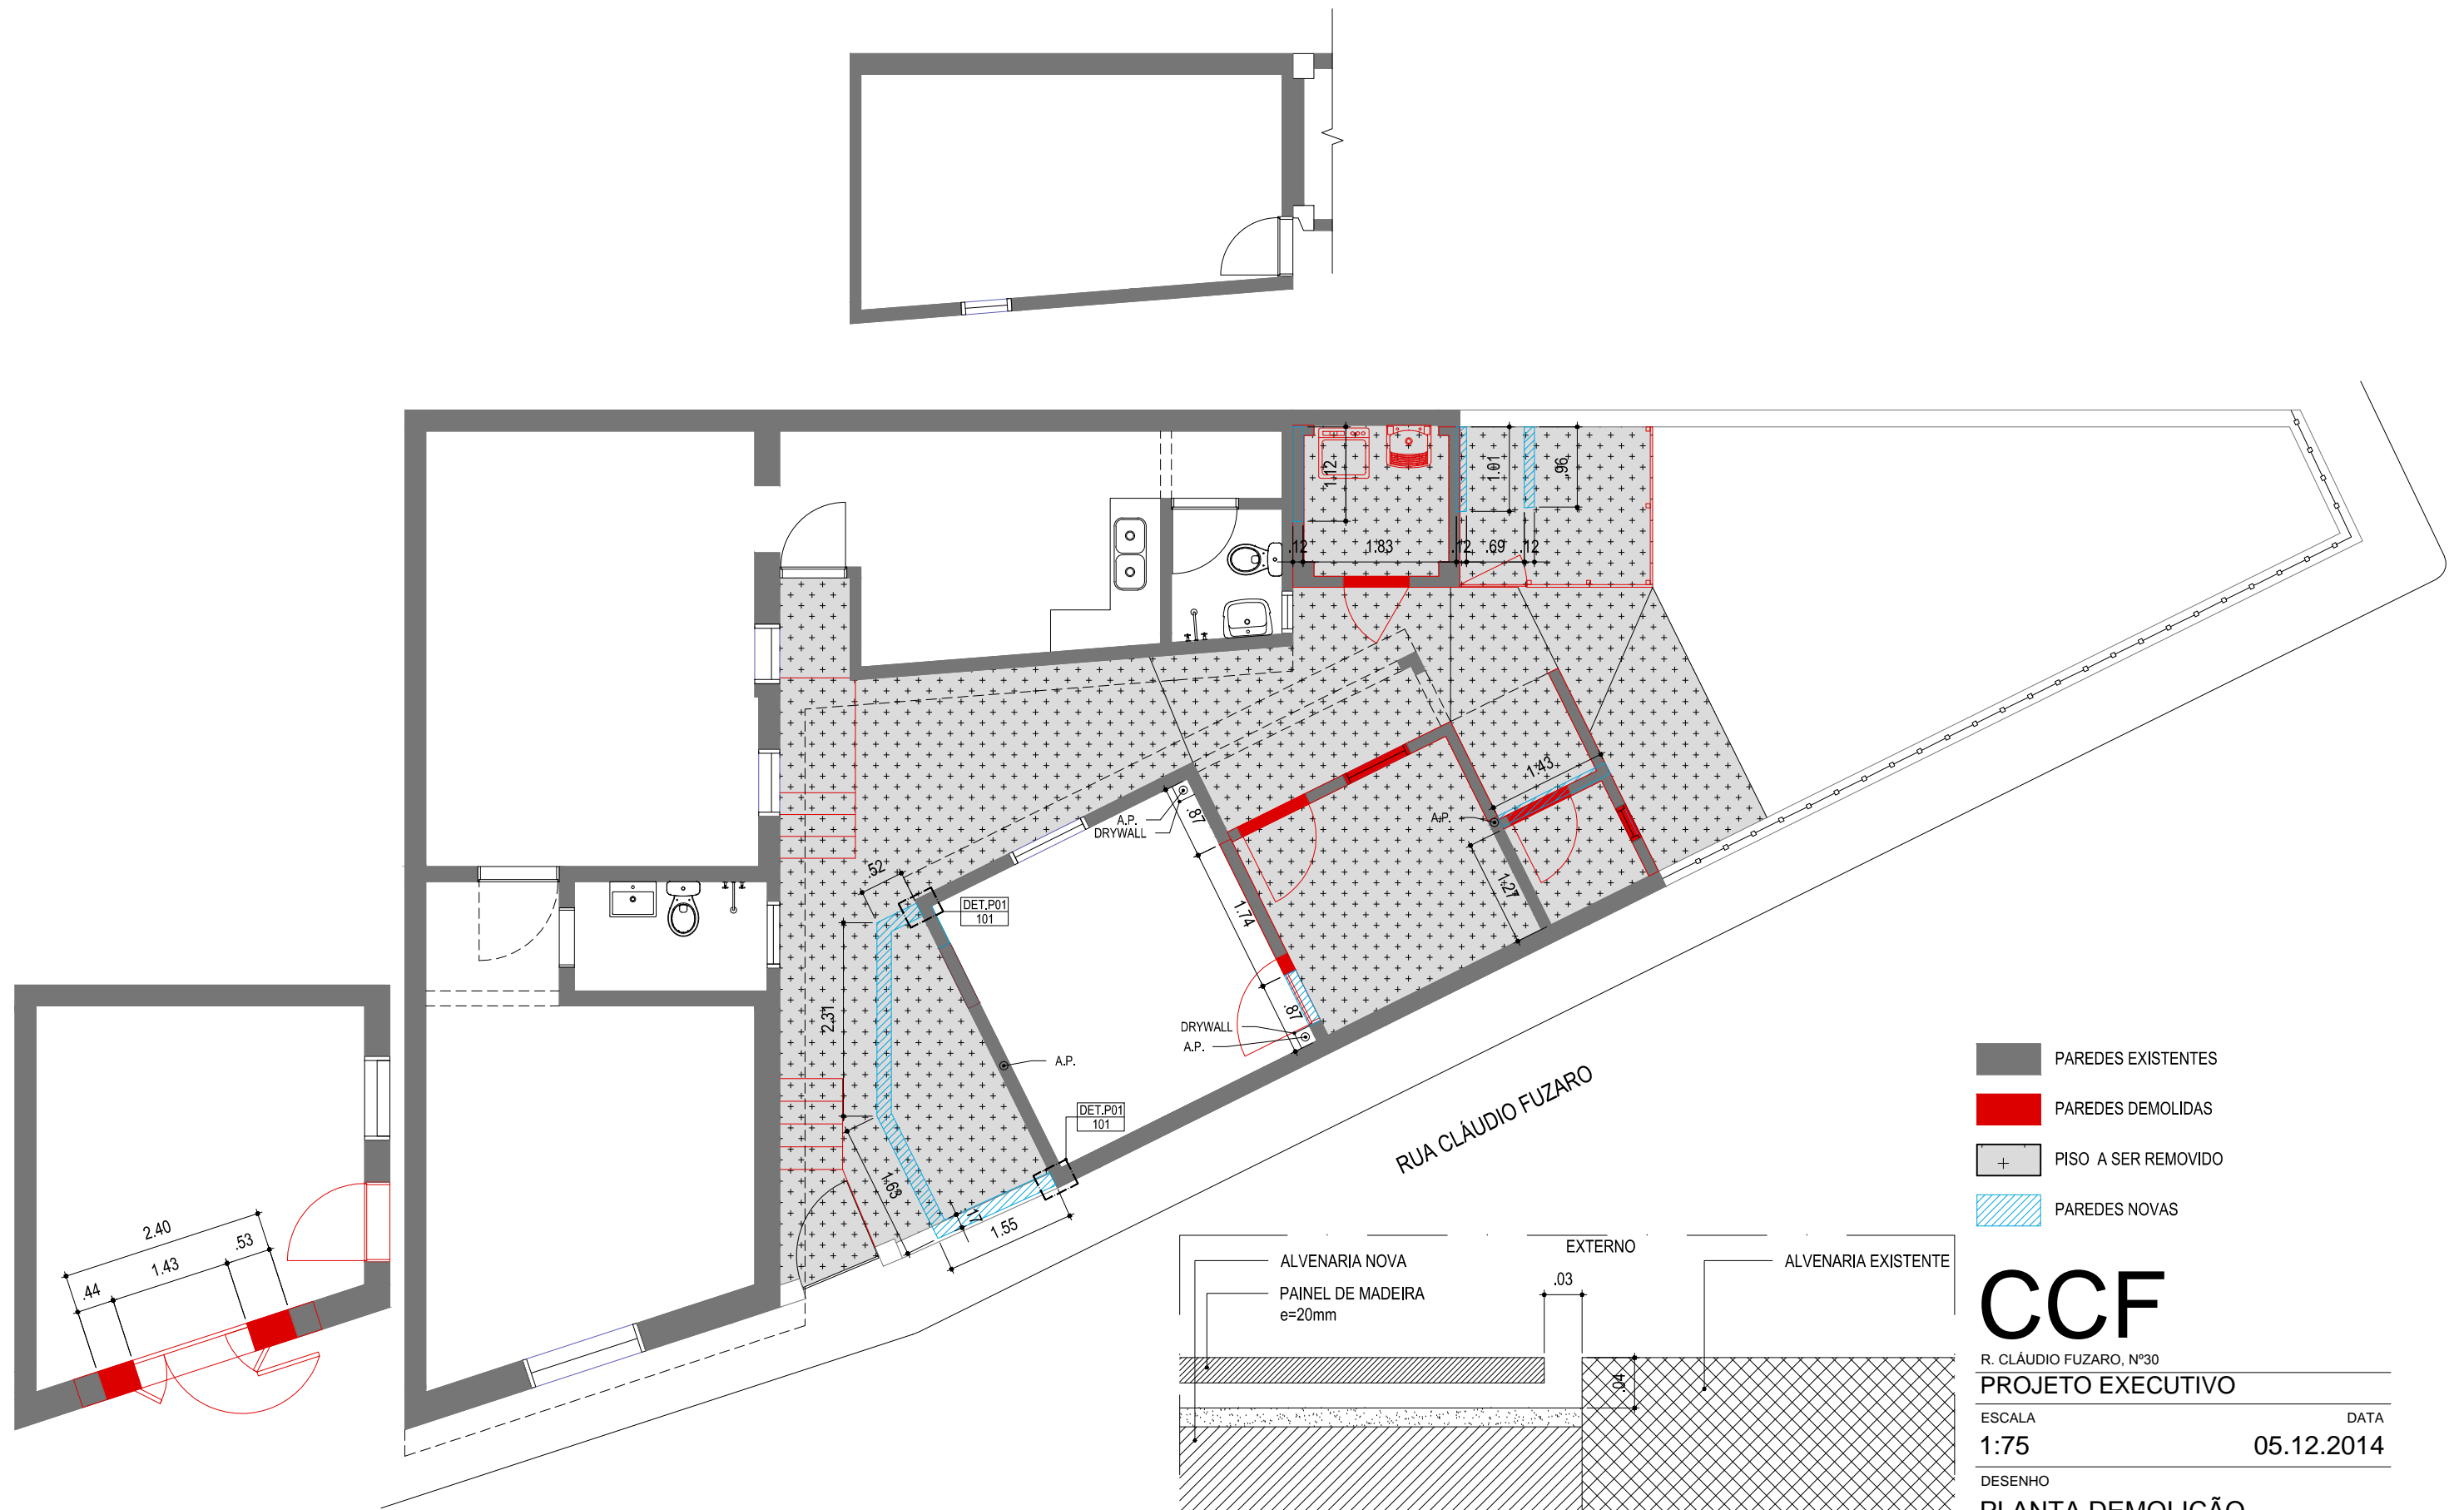 1.12
1.01
.96
.12
1.83
.12
.69
.12
1.43
A.P.
.87
A.P.
DRYWALL
A.P.
.52
DET.P01
101
1.27
1.74
2.31
.87
DRYWALL
A.P.
A.P.
DET.P01
101
1.63
.17
1.55
RUA CLÁUDIO FUZARO
2.40
.44
1.43
.53
PAREDES EXISTENTES
PAREDES DEMOLIDAS
PISO A SER REMOVIDO
PAREDES NOVAS
EXTERNO
ALVENARIA NOVA
ALVENARIA EXISTENTE
PAINEL DE MADEIRA
e=20mm
.03
.04
CCF
R. CLÁUDIO FUZARO, Nº30
PROJETO EXECUTIVO
ESCALA DATA
1:75 05.12.2014
DESENHO
PLANTA DEMOLIÇÃO